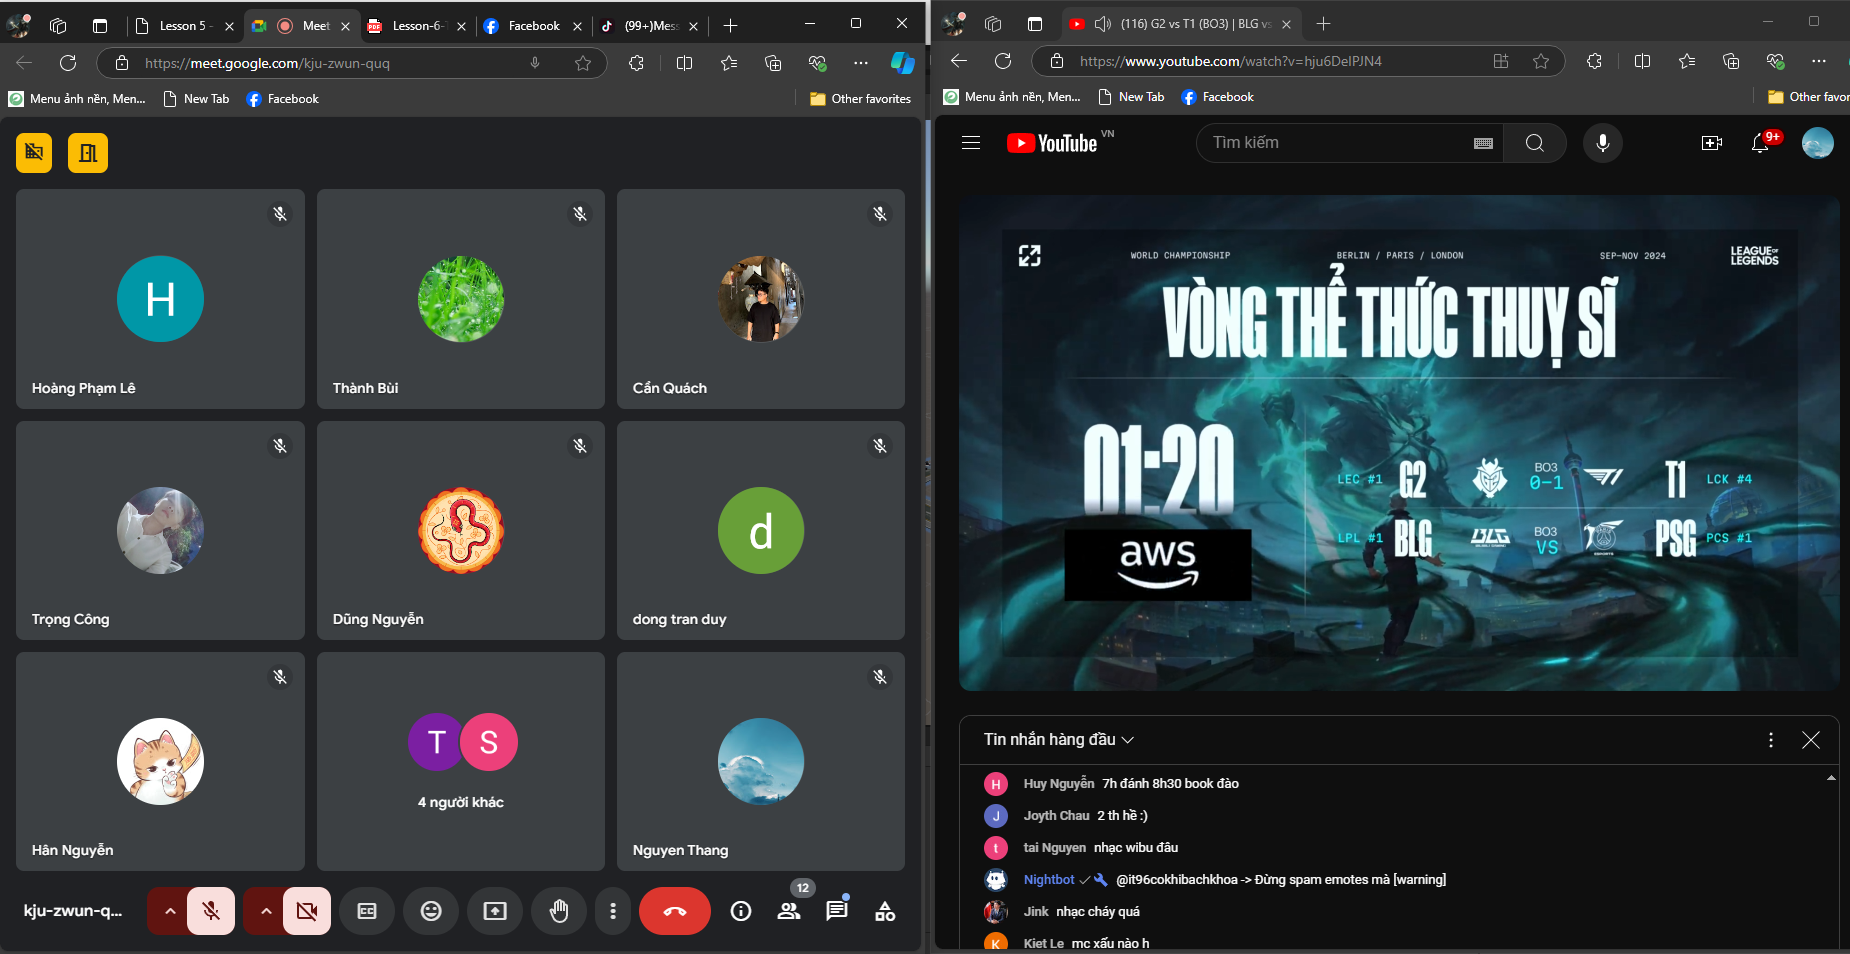 Lesson 5 -
Meet
Lesson-6-
Facebook
(99+)Mess
https://meet.google.com/kju-zwun-quq
Menu ảnh nền, Men...
New Tab
Facebook
Other favorites
H
Hoàng Phạm Lê
Thành Bùi
Cẩn Quách
Trọng Công
Dũng Nguyễn
d
dong tran duy
Hân Nguyễn
T
S
4 người khác
Nguyen Thang
kju-zwun-q...
12
(116) G2 vs T1 (BO3) | BLG vs
https://www.youtube.com/watch?v=hju6DelPJN4
Menu ảnh nền, Men...
New Tab
Facebook
Other favor
YouTube VN
Tìm kiếm
9+
WORLD CHAMPIONSHIP
BERLIN / PARIS / LONDON
SEP-NOV 2024
LEAGUE OF LEGENDS
VÒNG THỂ THỨC THUỴ SĨ
01:20
aws
LEC #1 G2 BO3 0-1 T1 LCK #4
LPL #1 BLG BLG BO3 VS PSG PCS #1
Tin nhắn hàng đầu
H Huy Nguyễn 7h đánh 8h30 book đào
J Joyth Chau 2 th hề :)
t tai Nguyen nhạc wibu đâu
Nightbot @it96cokhibachkhoa -> Đừng spam emotes mà [warning]
Jink nhạc cháy quá
K Kiet Le mc xấu nào h